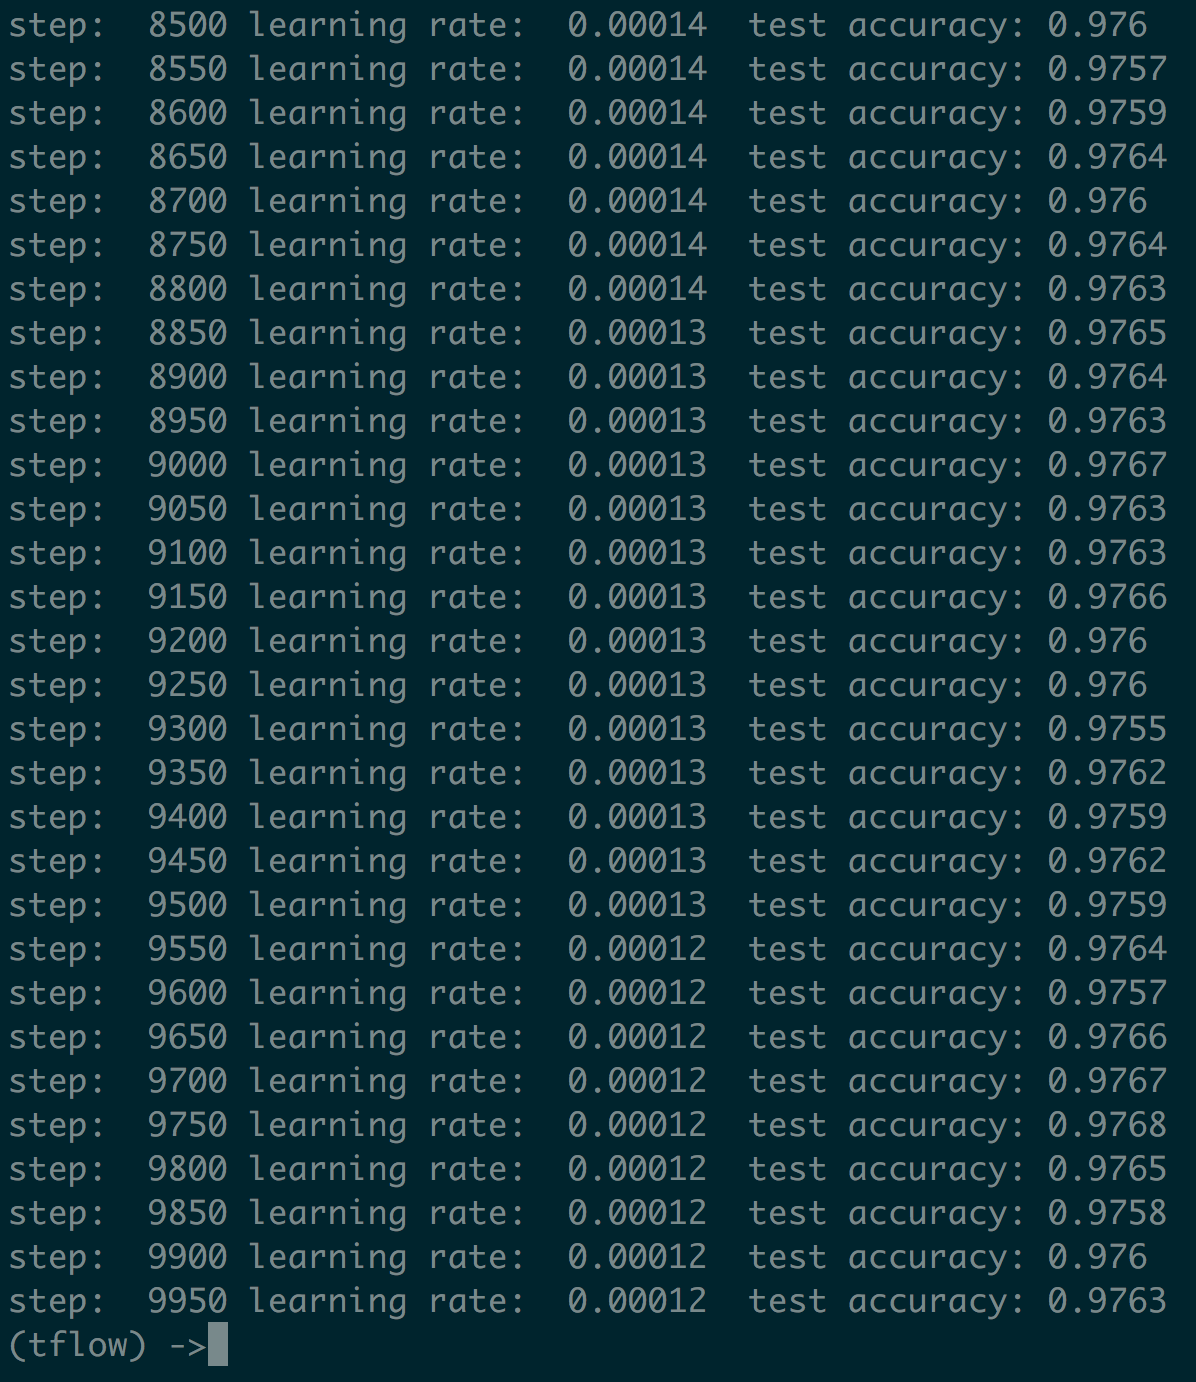 step:  8500 learning rate:  0.00014  test accuracy: 0.976
step:  8550 learning rate:  0.00014  test accuracy: 0.9757
step:  8600 learning rate:  0.00014  test accuracy: 0.9759
step:  8650 learning rate:  0.00014  test accuracy: 0.9764
step:  8700 learning rate:  0.00014  test accuracy: 0.976
step:  8750 learning rate:  0.00014  test accuracy: 0.9764
step:  8800 learning rate:  0.00014  test accuracy: 0.9763
step:  8850 learning rate:  0.00013  test accuracy: 0.9765
step:  8900 learning rate:  0.00013  test accuracy: 0.9764
step:  8950 learning rate:  0.00013  test accuracy: 0.9763
step:  9000 learning rate:  0.00013  test accuracy: 0.9767
step:  9050 learning rate:  0.00013  test accuracy: 0.9763
step:  9100 learning rate:  0.00013  test accuracy: 0.9763
step:  9150 learning rate:  0.00013  test accuracy: 0.9766
step:  9200 learning rate:  0.00013  test accuracy: 0.976
step:  9250 learning rate:  0.00013  test accuracy: 0.976
step:  9300 learning rate:  0.00013  test accuracy: 0.9755
step:  9350 learning rate:  0.00013  test accuracy: 0.9762
step:  9400 learning rate:  0.00013  test accuracy: 0.9759
step:  9450 learning rate:  0.00013  test accuracy: 0.9762
step:  9500 learning rate:  0.00013  test accuracy: 0.9759
step:  9550 learning rate:  0.00012  test accuracy: 0.9764
step:  9600 learning rate:  0.00012  test accuracy: 0.9757
step:  9650 learning rate:  0.00012  test accuracy: 0.9766
step:  9700 learning rate:  0.00012  test accuracy: 0.9767
step:  9750 learning rate:  0.00012  test accuracy: 0.9768
step:  9800 learning rate:  0.00012  test accuracy: 0.9765
step:  9850 learning rate:  0.00012  test accuracy: 0.9758
step:  9900 learning rate:  0.00012  test accuracy: 0.976
step:  9950 learning rate:  0.00012  test accuracy: 0.9763
(tflow) ->